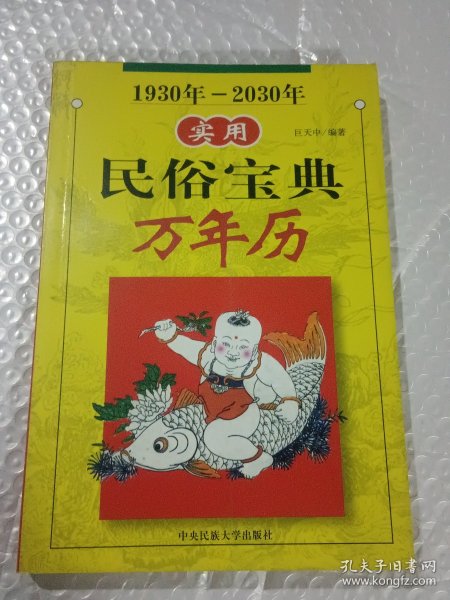 1930年－2030年
实用
巨天中/编著
民俗宝典
万年历
中央民族大学出版社
孔夫子旧书网
www.kongfz.com